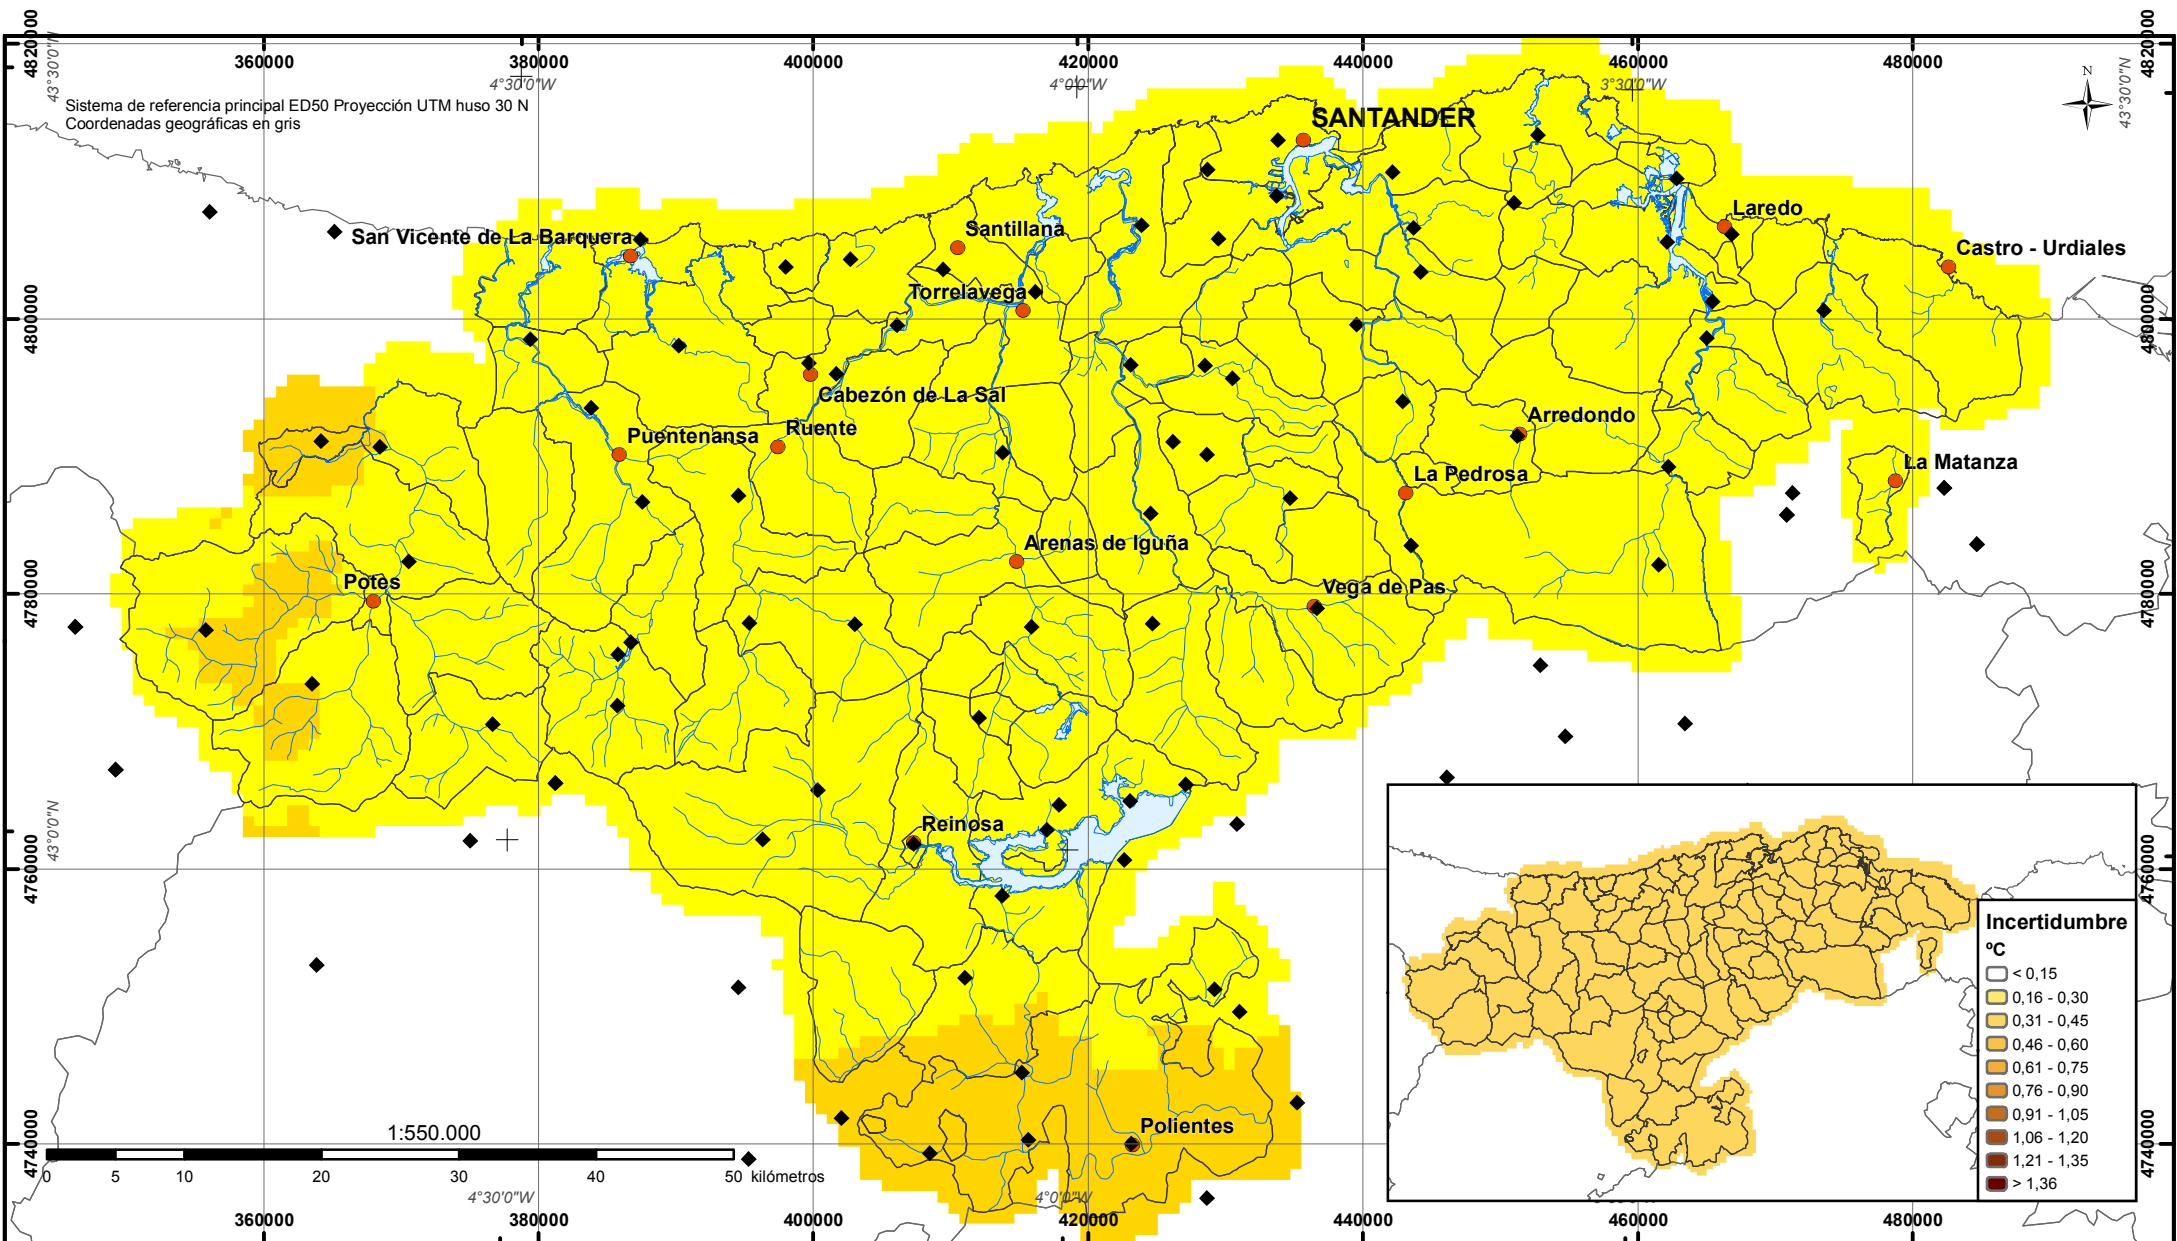 360000 380000 400000 420000 440000 460000 480000
4°30'0"W 4°0'0"W 3°30'0"W
4820000
43°30'0"N
4820000
43°30'0"N
N
Sistema de referencia principal ED50 Proyección UTM huso 30 N
Coordenadas geográficas en gris
SANTANDER
Laredo
Santillana
San Vicente de La Barquera
Castro - Urdiales
Torrelavega
4800000
4800000
Cabezón de La Sal
Arredondo
Ruente
Puentenansa
La Matanza
La Pedrosa
Arenas de Iguña
Potes
Vega de Pas
4780000
4780000
Reinosa
43°0'0"N
4760000
4760000
Incertidumbre
ºC
< 0,15
0,16 - 0,30
0,31 - 0,45
0,46 - 0,60
0,61 - 0,75
0,76 - 0,90
0,91 - 1,05
1,06 - 1,20
1,21 - 1,35
> 1,36
Polientes
4740000
4740000
1:550.000
0 5 10 20 30 40 50 kilómetros
4°30'0"W 4°0'0"W
360000 380000 400000 420000 440000 460000 480000